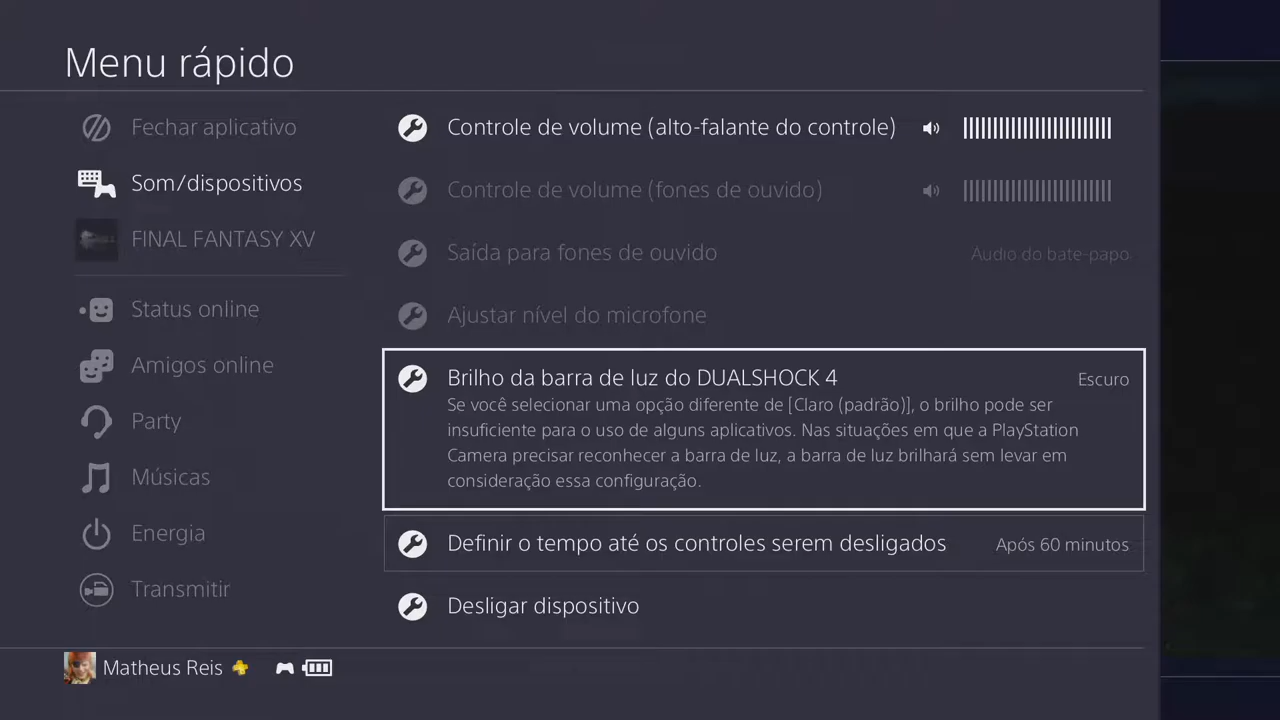 Menu rápido
Fechar aplicativo
Som/dispositivos
FINAL FANTASY XV
Status online
Amigos online
Party
Músicas
Energia
Transmitir
Controle de volume (alto-falante do controle)
Controle de volume (fones de ouvido)
Saída para fones de ouvido Áudio do bate-papo
Ajustar nível do microfone
Brilho da barra de luz do DUALSHOCK 4 Escuro
Se você selecionar uma opção diferente de [Claro (padrão)], o brilho pode ser
insuficiente para o uso de alguns aplicativos. Nas situações em que a PlayStation
Camera precisar reconhecer a barra de luz, a barra de luz brilhará sem levar em
consideração essa configuração.
Definir o tempo até os controles serem desligados Após 60 minutos
Desligar dispositivo
Matheus Reis